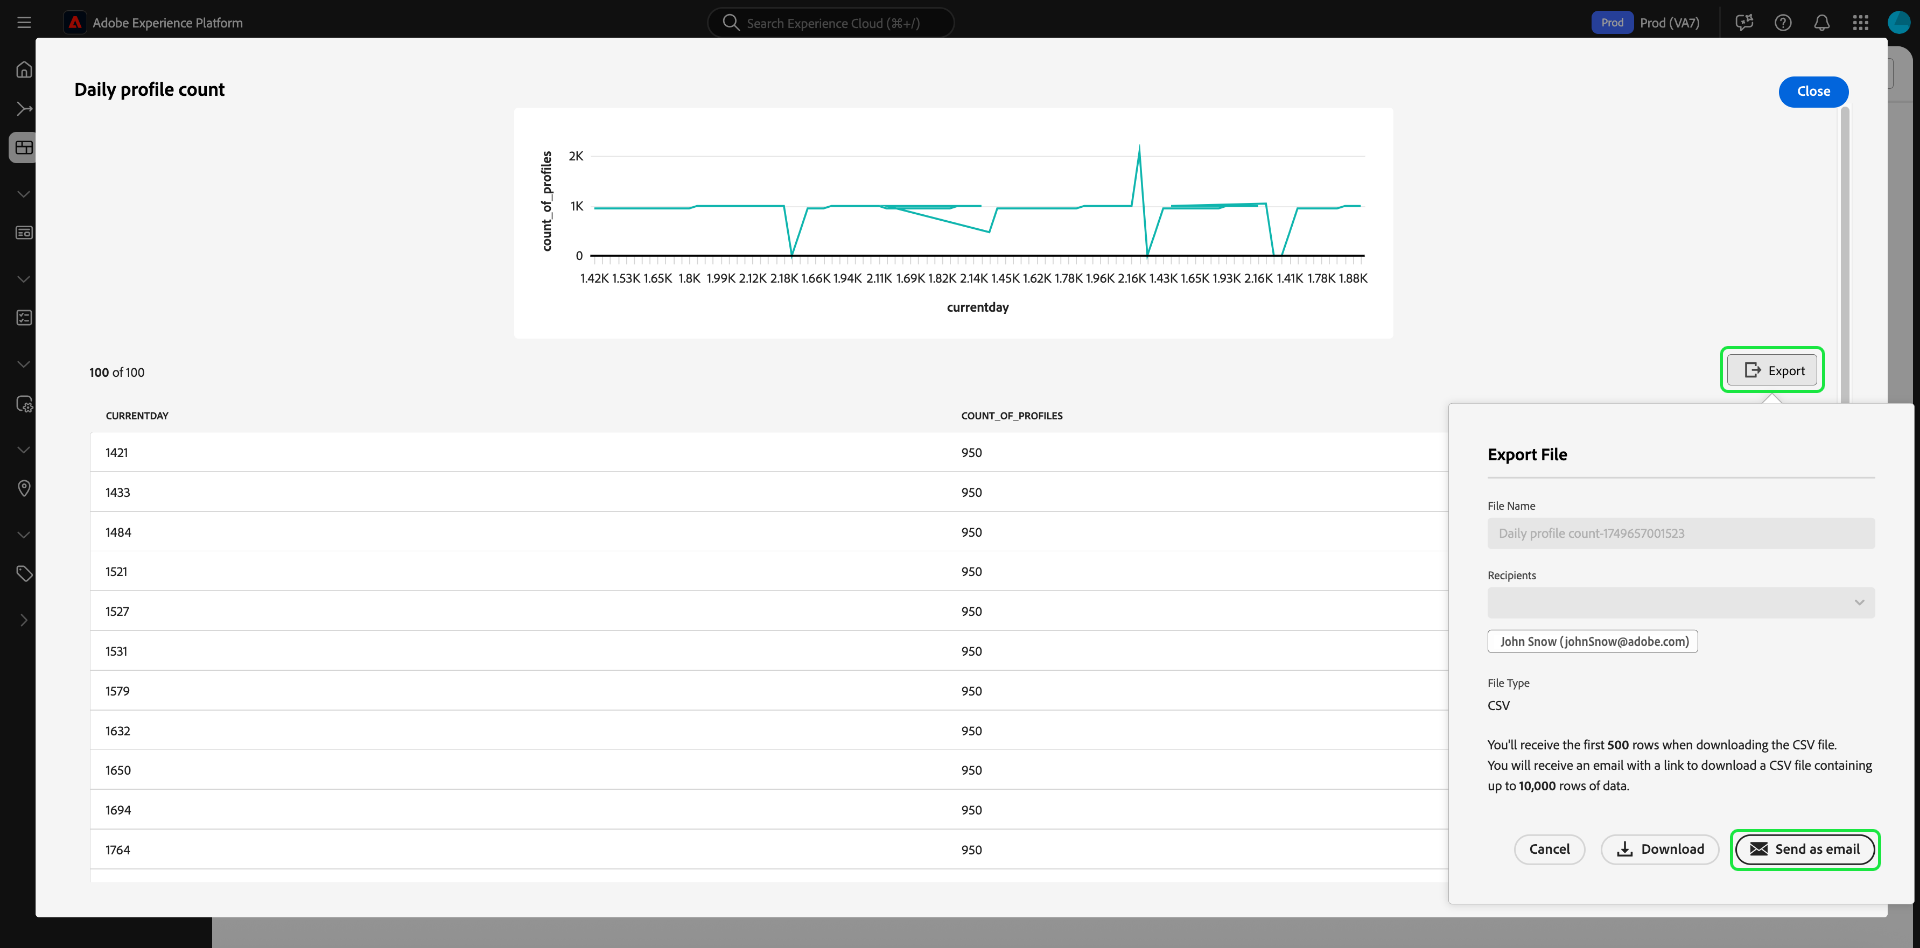 Adobe Experience Platform
Search Experience Cloud (⌘+/)
Prod
Prod (VA7)
Daily profile count
Close
count_of_profiles
2K
1K
0
1.42K 1.53K 1.65K 1.8K 1.99K 2.12K 2.18K 1.66K 1.94K 2.11K 1.69K 1.82K 2.14K 1.45K 1.62K 1.78K 1.96K 2.16K 1.43K 1.65K 1.93K 2.16K 1.41K 1.78K 1.88K
currentday
100 of 100
Export
CURRENTDAY COUNT_OF_PROFILES
1421 950
1433 950
1484 950
1521 950
1527 950
1531 950
1579 950
1632 950
1650 950
1694 950
1764 950
Export File
File Name
Daily profile count-1749657001523
Recipients
John Snow (johnSnow@adobe.com)
File Type
CSV
You'll receive the first 500 rows when downloading the CSV file.
You will receive an email with a link to download a CSV file containing
up to 10,000 rows of data.
Cancel
Download
Send as email